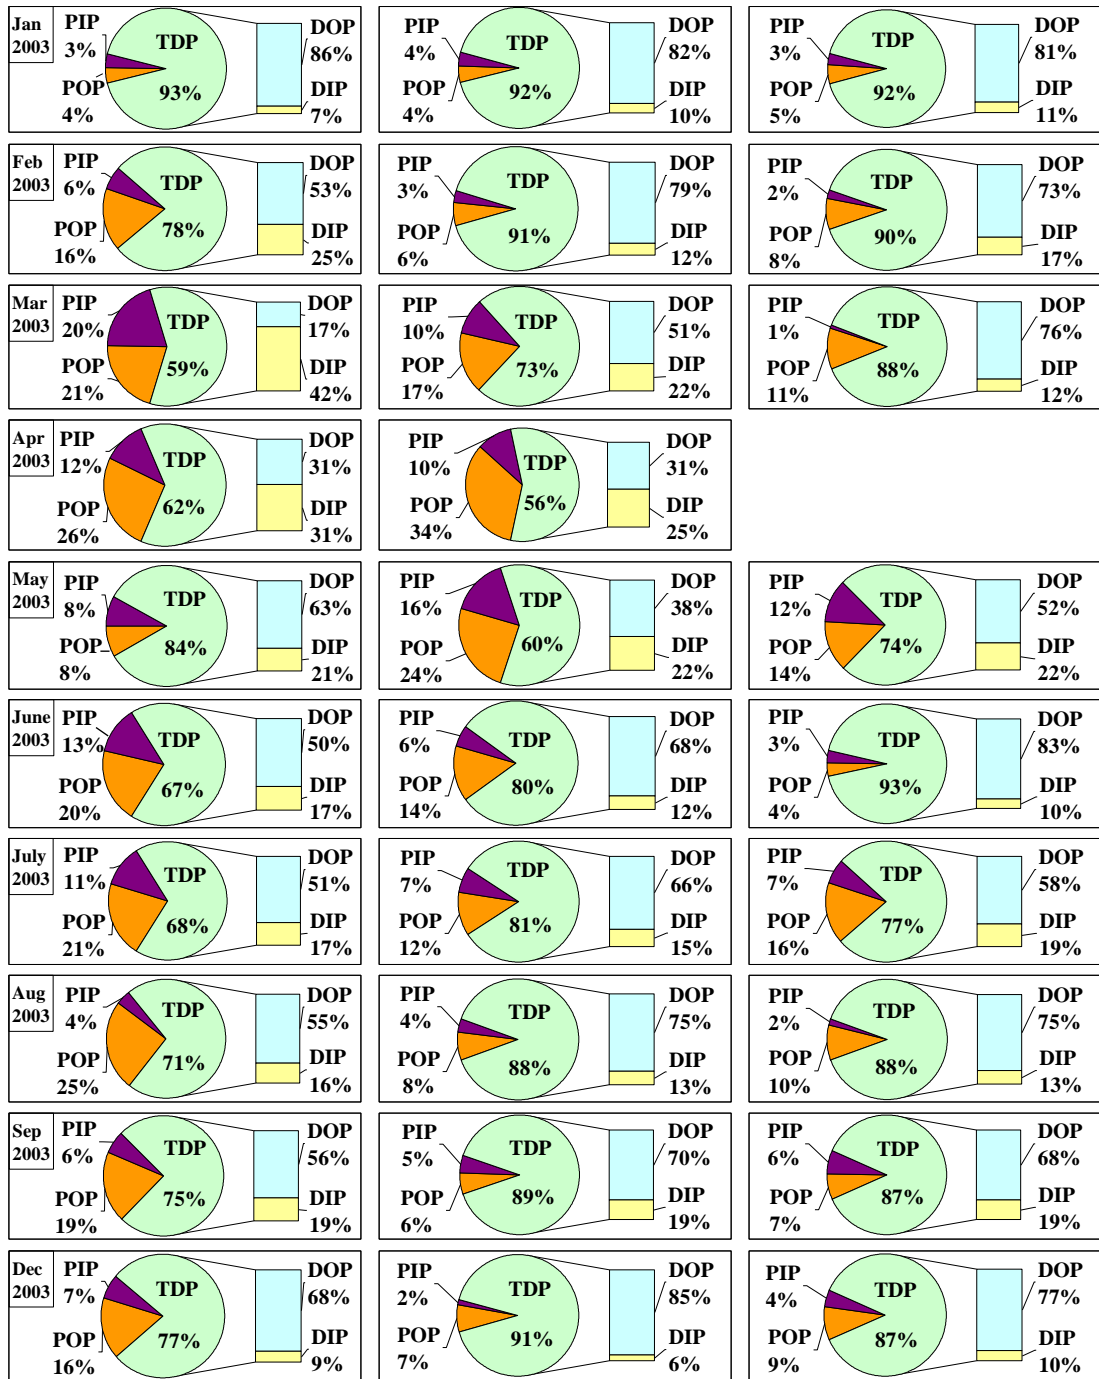 Jan
2003
PIP
3%
POP
4%
TDP
93%
DOP
86%
DIP
7%
PIP
4%
POP
4%
TDP
92%
DOP
82%
DIP
10%
PIP
3%
POP
5%
TDP
92%
DOP
81%
DIP
11%
Feb
2003
PIP
6%
POP
16%
TDP
78%
DOP
53%
DIP
25%
PIP
3%
POP
6%
TDP
91%
DOP
79%
DIP
12%
PIP
2%
POP
8%
TDP
90%
DOP
73%
DIP
17%
Mar
2003
PIP
20%
POP
21%
TDP
59%
DOP
17%
DIP
42%
PIP
10%
POP
17%
TDP
73%
DOP
51%
DIP
22%
PIP
1%
POP
11%
TDP
88%
DOP
76%
DIP
12%
Apr
2003
PIP
12%
POP
26%
TDP
62%
DOP
31%
DIP
31%
PIP
10%
POP
34%
TDP
56%
DOP
31%
DIP
25%
May
2003
PIP
8%
POP
8%
TDP
84%
DOP
63%
DIP
21%
PIP
16%
POP
24%
TDP
60%
DOP
38%
DIP
22%
PIP
12%
POP
14%
TDP
74%
DOP
52%
DIP
22%
June
2003
PIP
13%
POP
20%
TDP
67%
DOP
50%
DIP
17%
PIP
6%
POP
14%
TDP
80%
DOP
68%
DIP
12%
PIP
3%
POP
4%
TDP
93%
DOP
83%
DIP
10%
July
2003
PIP
11%
POP
21%
TDP
68%
DOP
51%
DIP
17%
PIP
7%
POP
12%
TDP
81%
DOP
66%
DIP
15%
PIP
7%
POP
16%
TDP
77%
DOP
58%
DIP
19%
Aug
2003
PIP
4%
POP
25%
TDP
71%
DOP
55%
DIP
16%
PIP
4%
POP
8%
TDP
88%
DOP
75%
DIP
13%
PIP
2%
POP
10%
TDP
88%
DOP
75%
DIP
13%
Sep
2003
PIP
6%
POP
19%
TDP
75%
DOP
56%
DIP
19%
PIP
5%
POP
6%
TDP
89%
DOP
70%
DIP
19%
PIP
6%
POP
7%
TDP
87%
DOP
68%
DIP
19%
Dec
2003
PIP
7%
POP
16%
TDP
77%
DOP
68%
DIP
9%
PIP
2%
POP
7%
TDP
91%
DOP
85%
DIP
6%
PIP
4%
POP
9%
TDP
87%
DOP
77%
DIP
10%